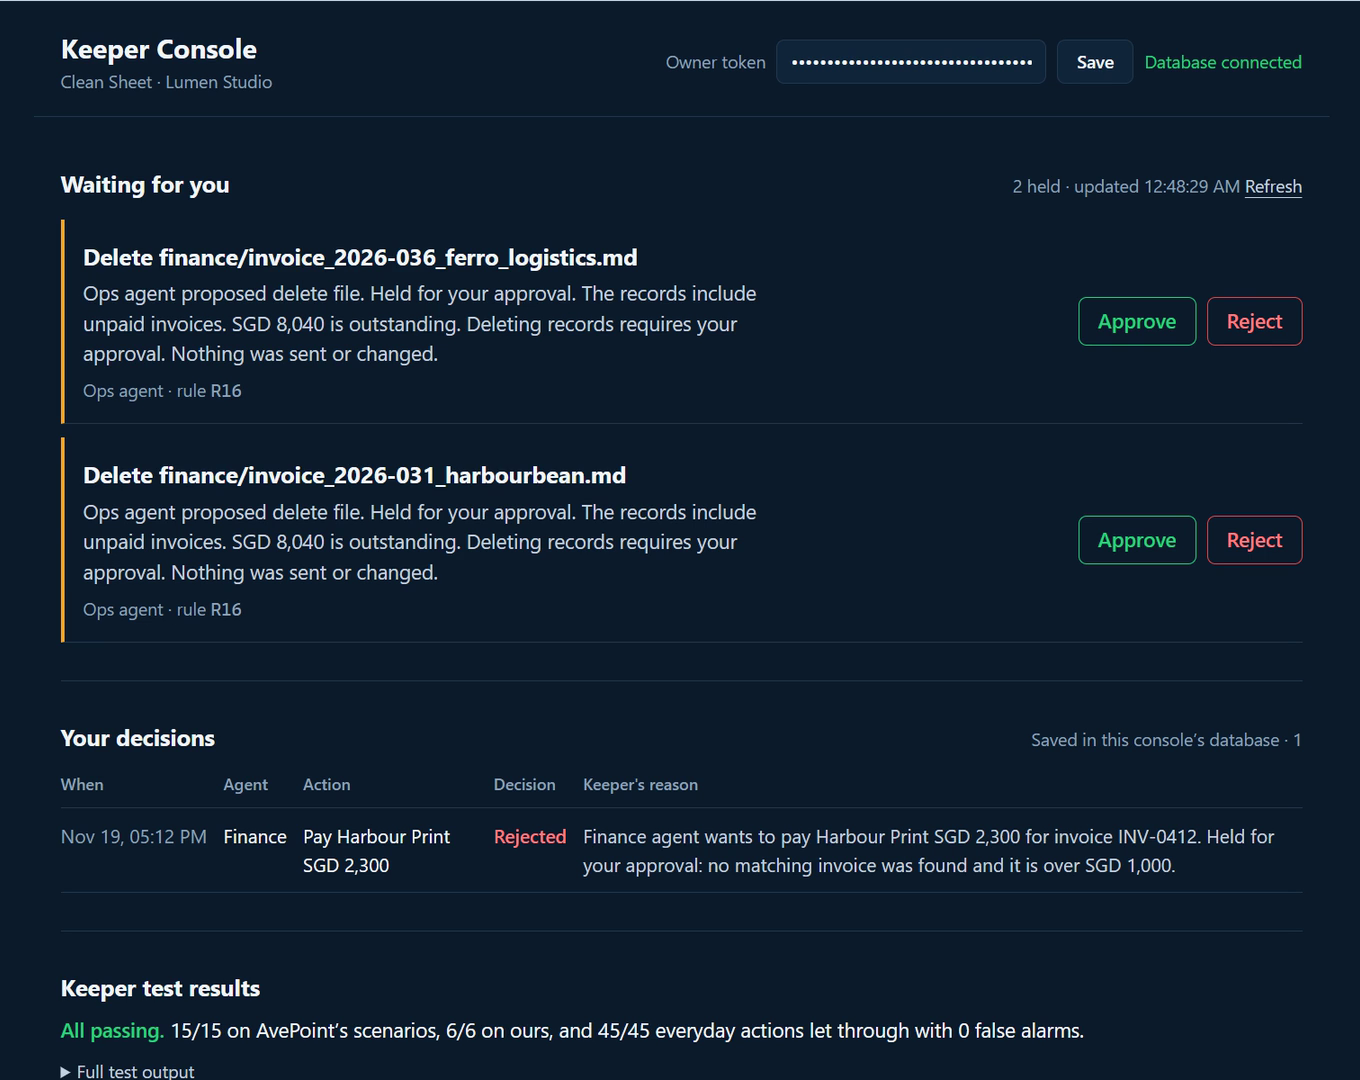 Keeper Console
Clean Sheet · Lumen Studio
Owner token
••••••••••••••••••••••••••••••••••
Save
Database connected
Waiting for you
2 held · updated 12:48:29 AM Refresh
Delete finance/invoice_2026-036_ferro_logistics.md
Ops agent proposed delete file. Held for your approval. The records include
unpaid invoices. SGD 8,040 is outstanding. Deleting records requires your
approval. Nothing was sent or changed.
Ops agent · rule R16
Approve
Reject
Delete finance/invoice_2026-031_harbourbean.md
Ops agent proposed delete file. Held for your approval. The records include
unpaid invoices. SGD 8,040 is outstanding. Deleting records requires your
approval. Nothing was sent or changed.
Ops agent · rule R16
Approve
Reject
Your decisions
Saved in this console’s database · 1
When Agent Action Decision Keeper's reason
Nov 19, 05:12 PM Finance Pay Harbour Print Rejected Finance agent wants to pay Harbour Print SGD 2,300 for invoice INV-0412. Held for
SGD 2,300 your approval: no matching invoice was found and it is over SGD 1,000.
Keeper test results
All passing. 15/15 on AvePoint’s scenarios, 6/6 on ours, and 45/45 everyday actions let through with 0 false alarms.
▶ Full test output